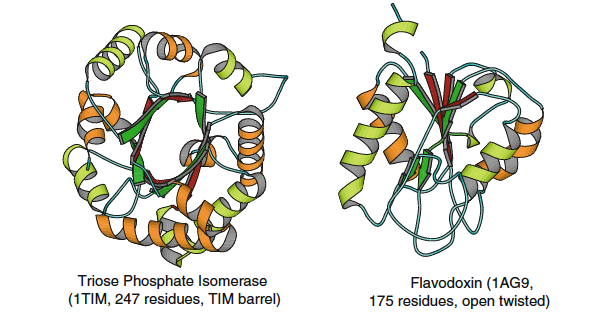 Triose Phosphate Isomerase
(1TIM, 247 residues, TIM barrel)
Flavodoxin (1AG9,
175 residues, open twisted)